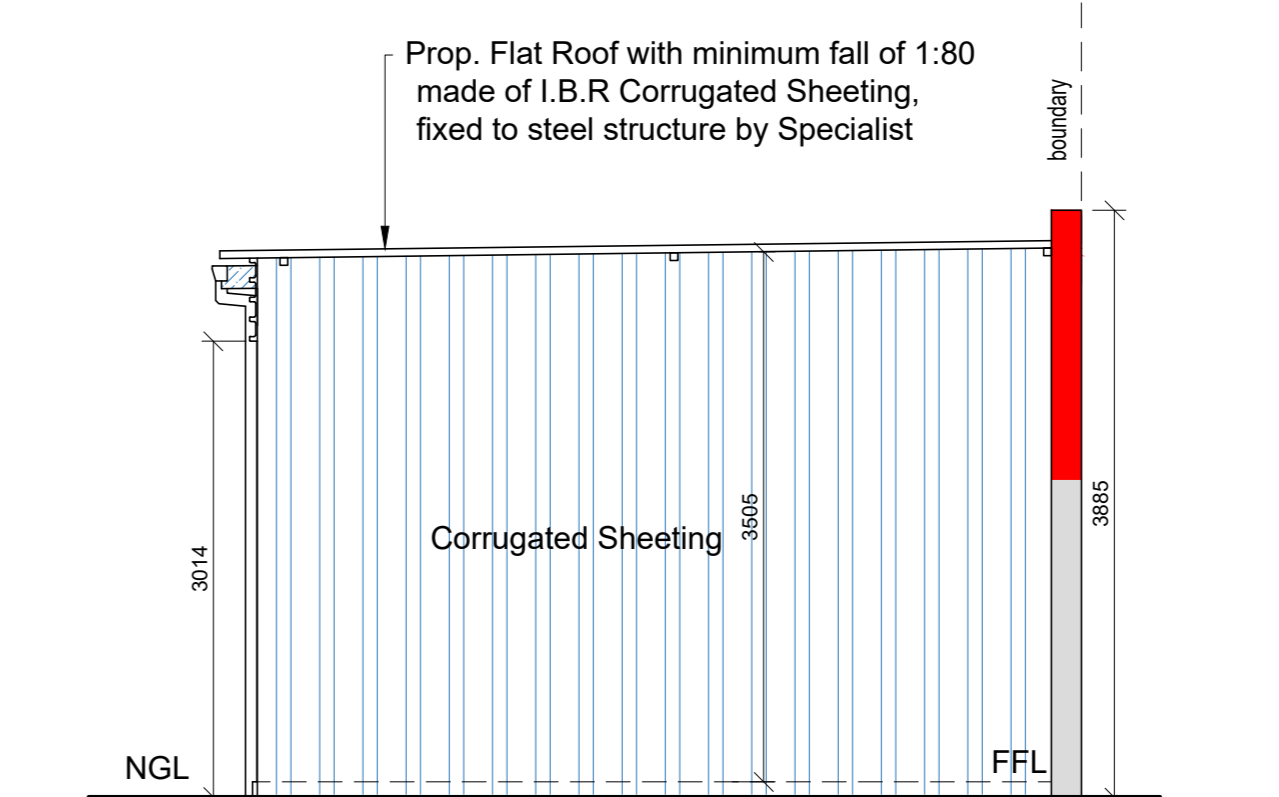 Prop. Flat Roof with minimum fall of 1:80
made of I.B.R Corrugated Sheeting,
fixed to steel structure by Specialist
boundary
Corrugated Sheeting
3505
3885
3014
NGL
FFL